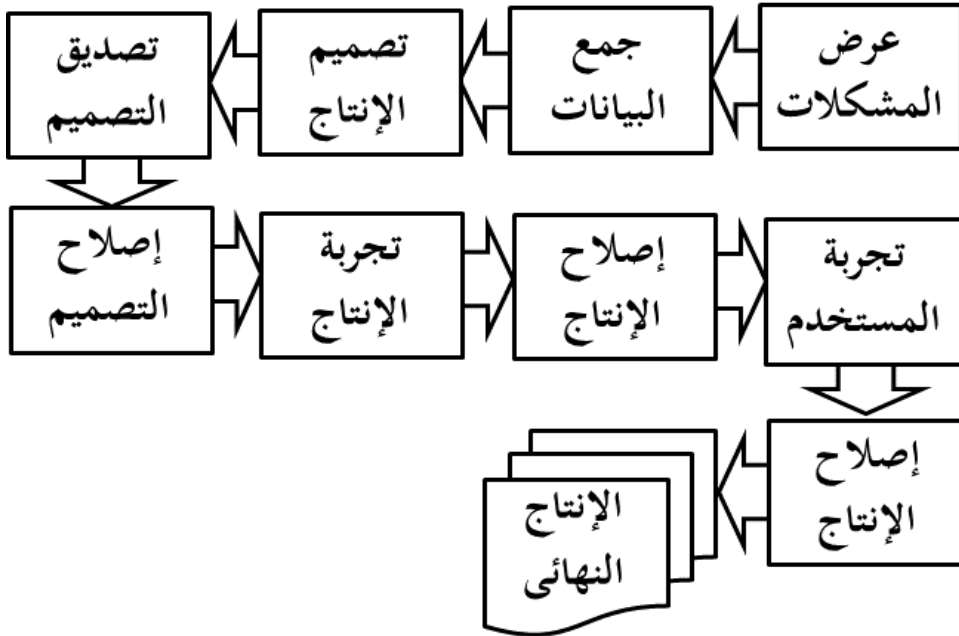 عرض
المشكلات
جمع
البيانات
تصميم
الإنتاج
تصديق
التصميم
إصلاح
التصميم
تجربة
الإنتاج
إصلاح
الإنتاج
تجربة
المستخدم
إصلاح
الإنتاج
الإنتاج
النهائى